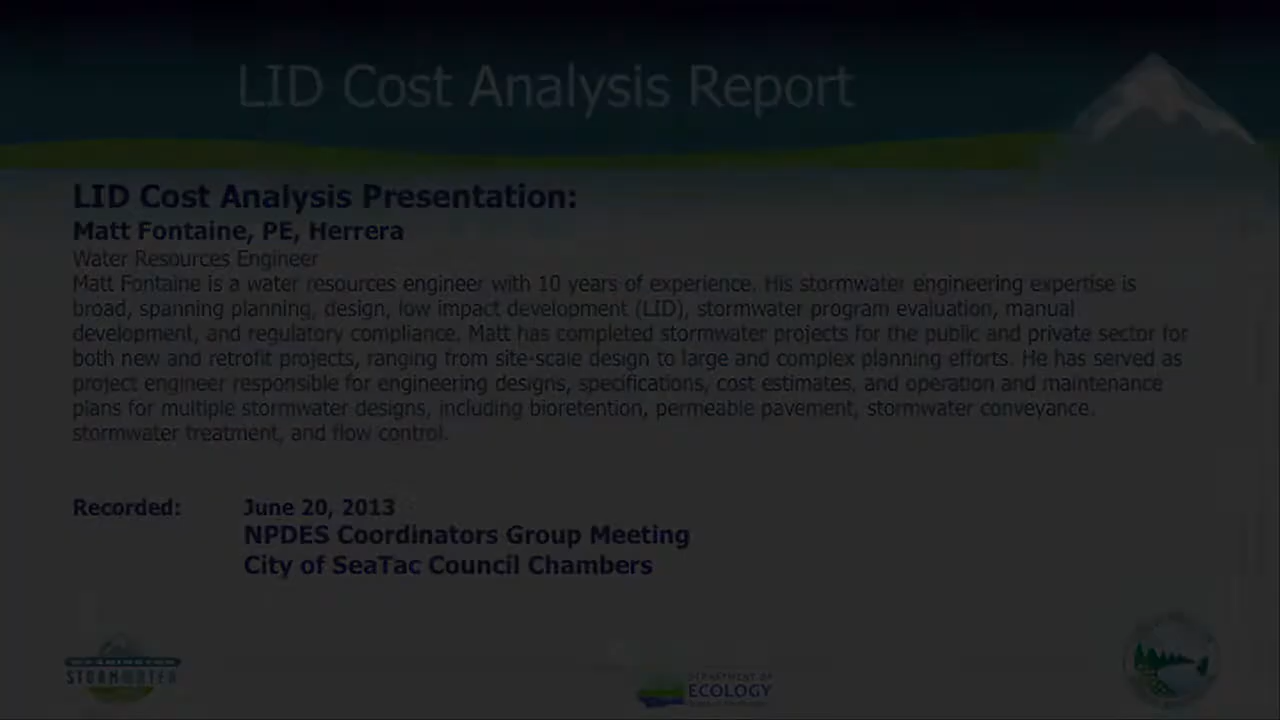 LID Cost Analysis Report
LID Cost Analysis Presentation:
Matt Fontaine, PE, Herrera
Water Resources Engineer
Matt Fontaine is a water resources engineer with 10 years of experience. His stormwater engineering expertise is
broad, spanning planning, design, low impact development (LID), stormwater program evaluation, manual
development, and regulatory compliance. Matt has completed stormwater projects for the public and private sector for
both new and retrofit projects, ranging from site-scale design to large and complex planning efforts. He has served as
project engineer responsible for engineering designs, specifications, cost estimates, and operation and maintenance
plans for multiple stormwater designs, including bioretention, permeable pavement, stormwater conveyance,
stormwater treatment, and flow control.
Recorded: June 20, 2013
NPDES Coordinators Group Meeting
City of SeaTac Council Chambers
WASHINGTON
STORMWATER
DEPARTMENT OF
ECOLOGY